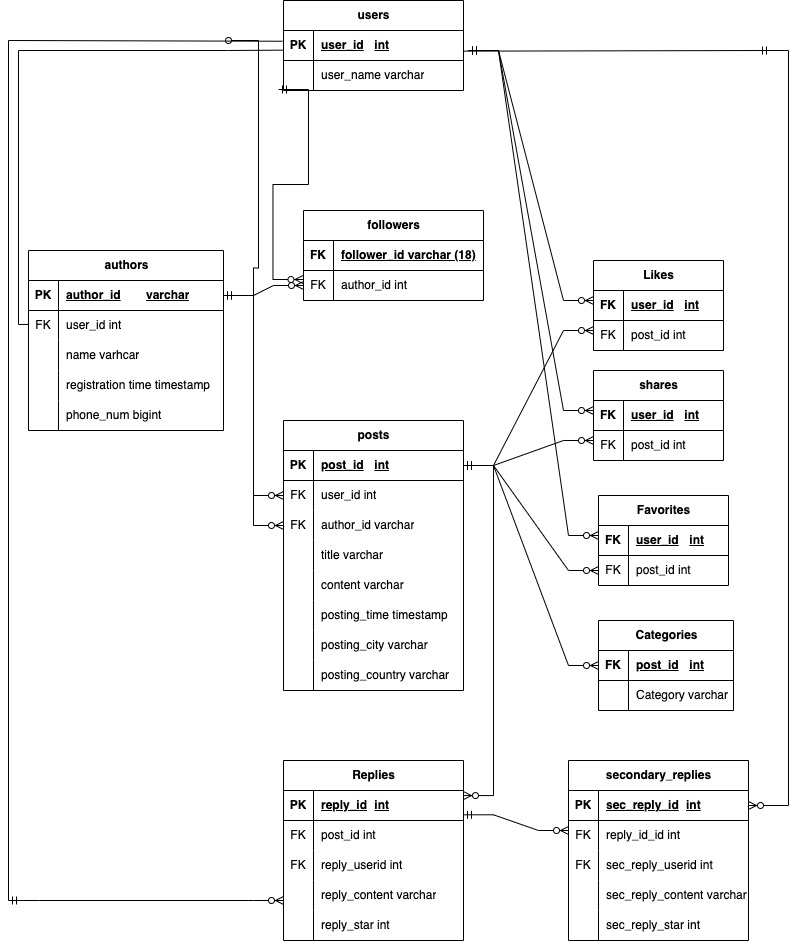 users
PK user_id int
user_name varchar
followers
FK follower_id varchar (18)
FK author_id int
authors
PK author_id varchar
FK user_id int
name varhcar
registration time timestamp
phone_num bigint
Likes
FK user_id int
FK post_id int
shares
FK user_id int
FK post_id int
posts
PK post_id int
FK user_id int
FK author_id varchar
title varchar
content varchar
posting_time timestamp
posting_city varchar
posting_country varchar
Favorites
FK user_id int
FK post_id int
Categories
FK post_id int
Category varchar
Replies
PK reply_id int
FK post_id int
FK reply_userid int
reply_content varchar
reply_star int
secondary_replies
PK sec_reply_id int
FK reply_id_id int
FK sec_reply_userid int
sec_reply_content varchar
sec_reply_star int